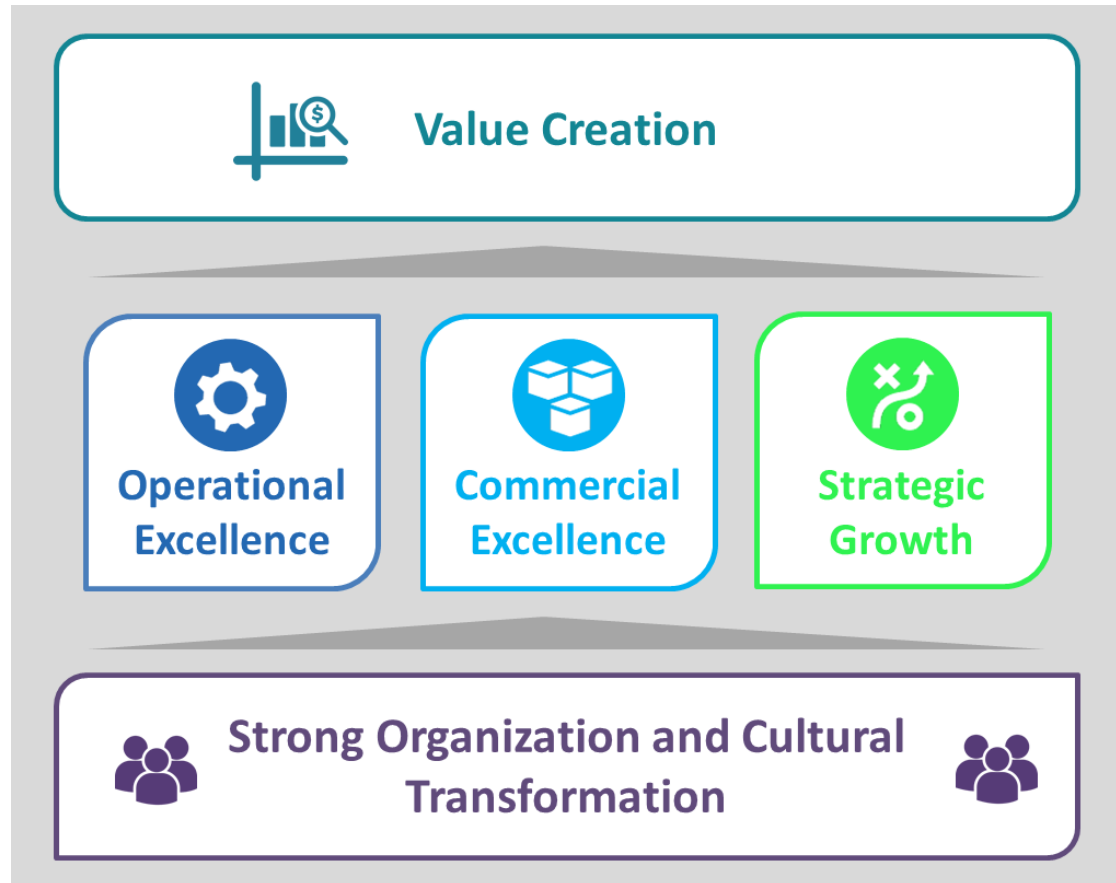 $
Value Creation
Operational
Excellence
Commercial
Excellence
Strategic
Growth
Strong Organization and Cultural
Transformation